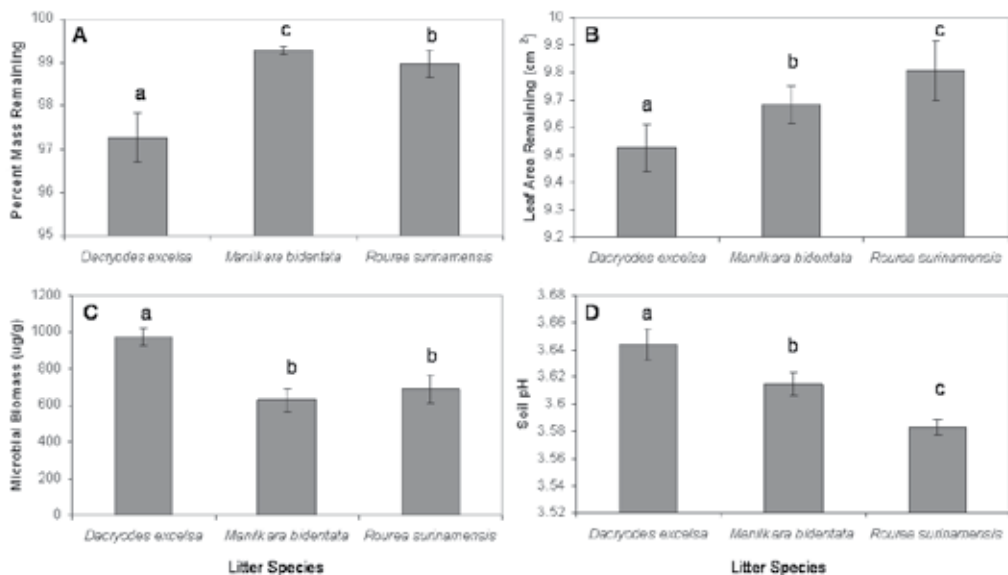 A
Percent Mass Remaining
100
99
98
97
96
95
a
c
b
Dacryodes excelsa Manilkara bidentata Rourea surinamensis
B
Leaf Area Remaining [cm 2]
10
9.8
9.7
9.6
9.5
9.4
9.3
9.2
a
b
c
Dacryodes excelsa Manilkara bidentata Rourea surinamensis
C
Microbial Biomass (ug/g)
1200
1000
800
600
400
200
0
a
b
b
Dacryodes excelsa Manilkara bidentata Rourea surinamensis
Litter Species
D
Soil pH
3.68
3.66
3.64
3.62
3.6
3.58
3.56
3.54
3.52
a
b
c
Dacryodes excelsa Manilkara bidentata Rourea surinamensis
Litter Species